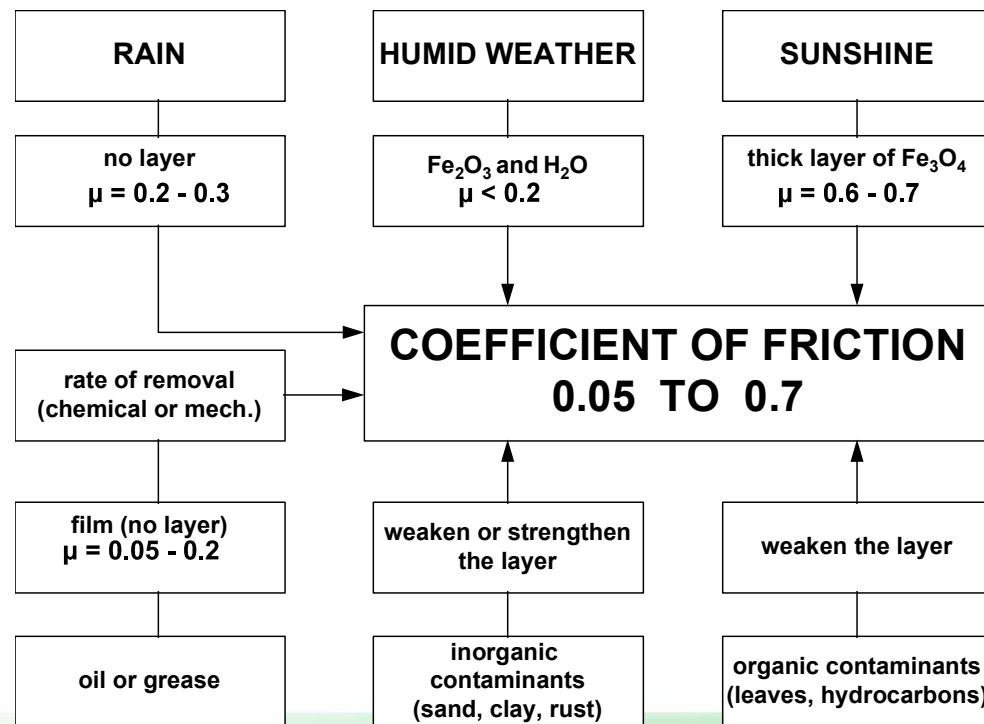 RAIN
no layer
μ = 0.2 - 0.3
HUMID WEATHER
Fe₂O₃ and H₂O
μ < 0.2
SUNSHINE
thick layer of Fe₃O₄
μ = 0.6 - 0.7
COEFFICIENT OF FRICTION
0.05 TO 0.7
rate of removal
(chemical or mech.)
film (no layer)
μ = 0.05 - 0.2
oil or grease
weaken or strengthen
the layer
inorganic
contaminants
(sand, clay, rust)
weaken the layer
organic contaminants
(leaves, hydrocarbons)